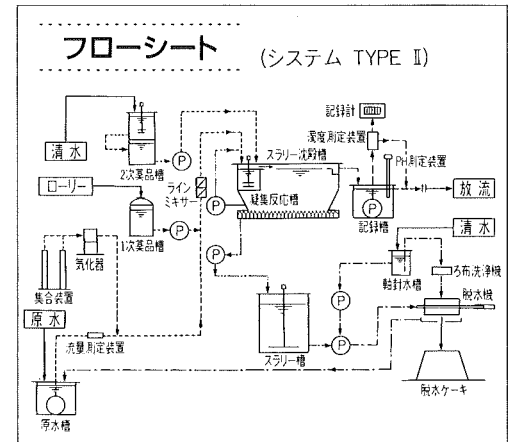 フローシート
(システム TYPE Ⅱ)
記録計
濁度測定装置
清水
2次薬品槽
P
スラリー沈殿槽
PH測定装置
ローリー
ライン
ミキサー
凝集反応槽
P
P
P
記録槽
放流
1次薬品槽
清水
気化器
P
ろ布洗浄機
集合装置
軸封水槽
脱水機
原水
P
流量測定装置
P
P
スラリー槽
原水槽
脱水ケーキ